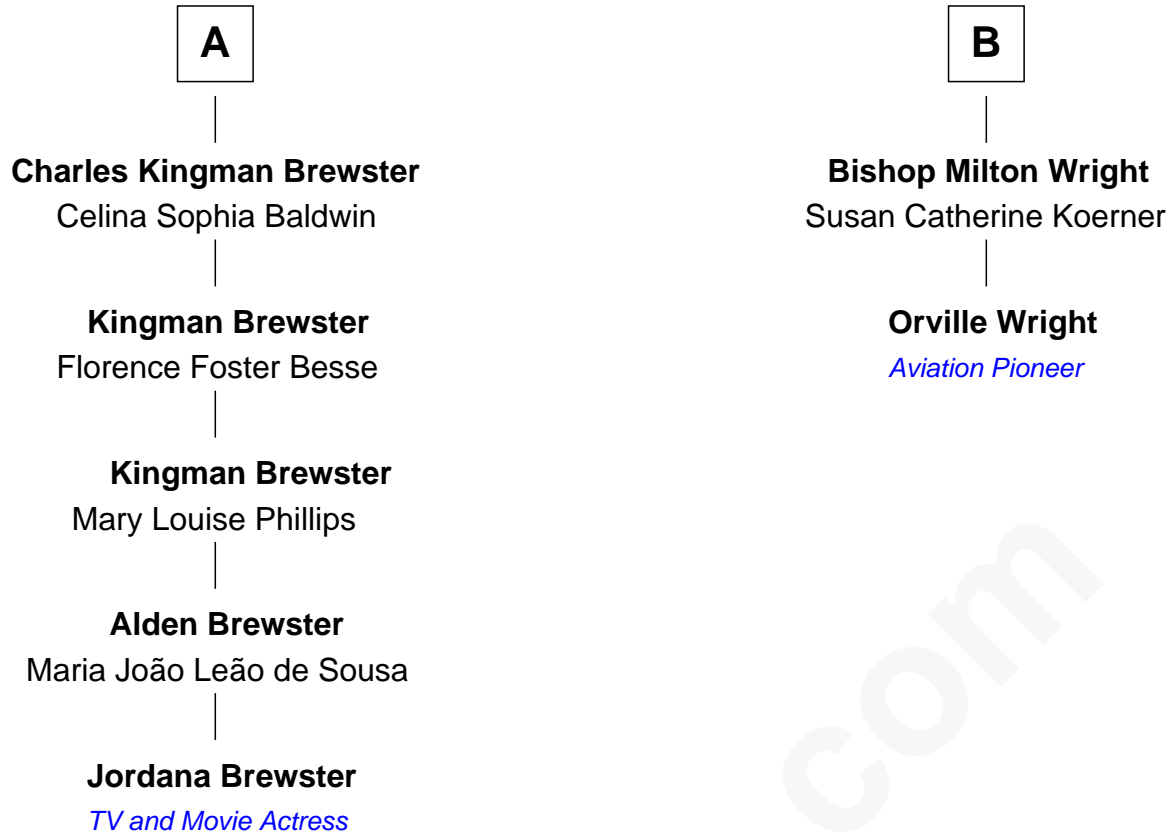 A
Charles Kingman Brewster
Celina Sophia Baldwin
Kingman Brewster
Florence Foster Besse
Kingman Brewster
Mary Louise Phillips
Alden Brewster
Maria João Leão de Sousa
Jordana Brewster
TV and Movie Actress
B
Bishop Milton Wright
Susan Catherine Koerner
Orville Wright
Aviation Pioneer
com